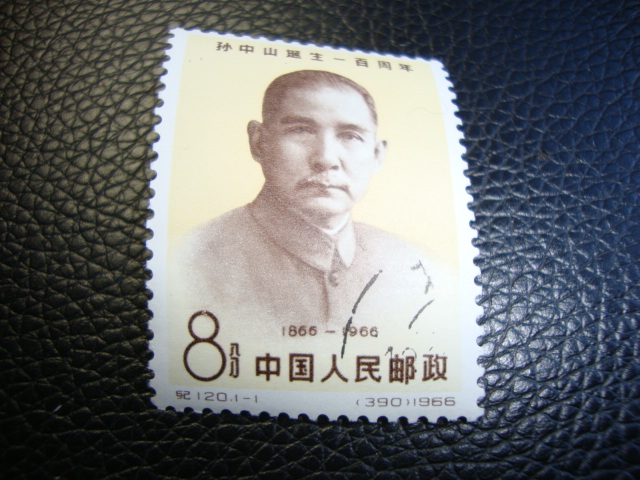 孙中山诞生一百周年
1866-1966
8分 中国人民邮政
纪120.1-1 (390)1966